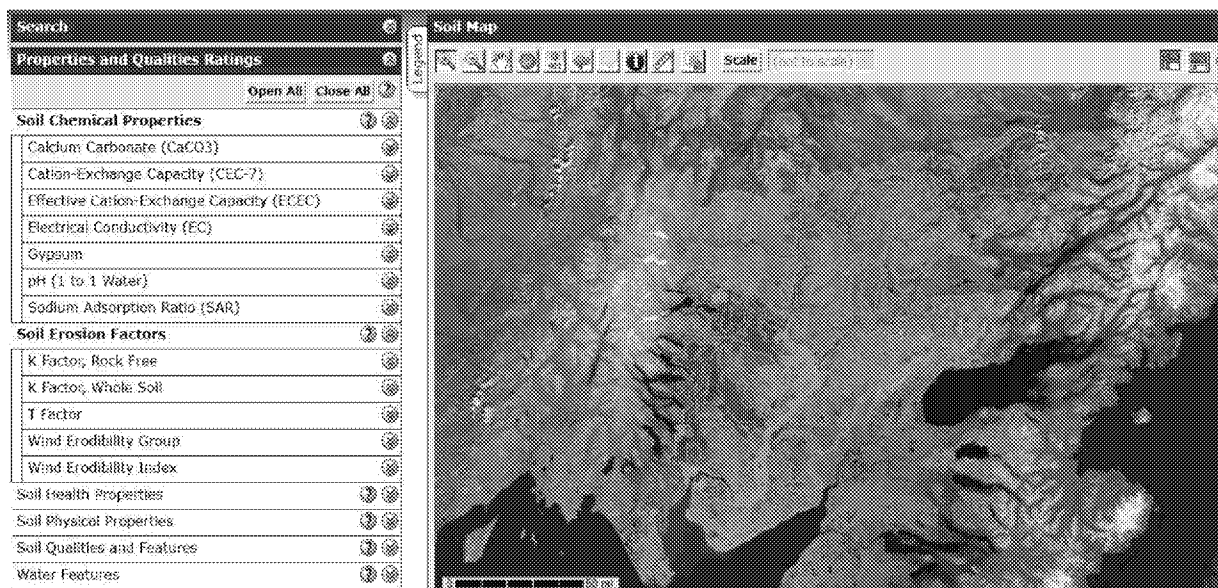 Search
Properties and Qualities Ratings
Open All Close All
Soil Chemical Properties
Calcium Carbonate (CaCO3)
Cation-Exchange Capacity (CEC-7)
Effective Cation-Exchange Capacity (ECEC)
Electrical Conductivity (EC)
Gypsum
pH (1 to 1 Water)
Sodium Adsorption Ratio (SAR)
Soil Erosion Factors
K Factor, Rock Free
K Factor, Whole Soil
T Factor
Wind Erodibility Group
Wind Erodibility Index
Soil Health Properties
Soil Physical Properties
Soil Qualities and Features
Water Features
Legend
Soil Map
Scale (not to scale)